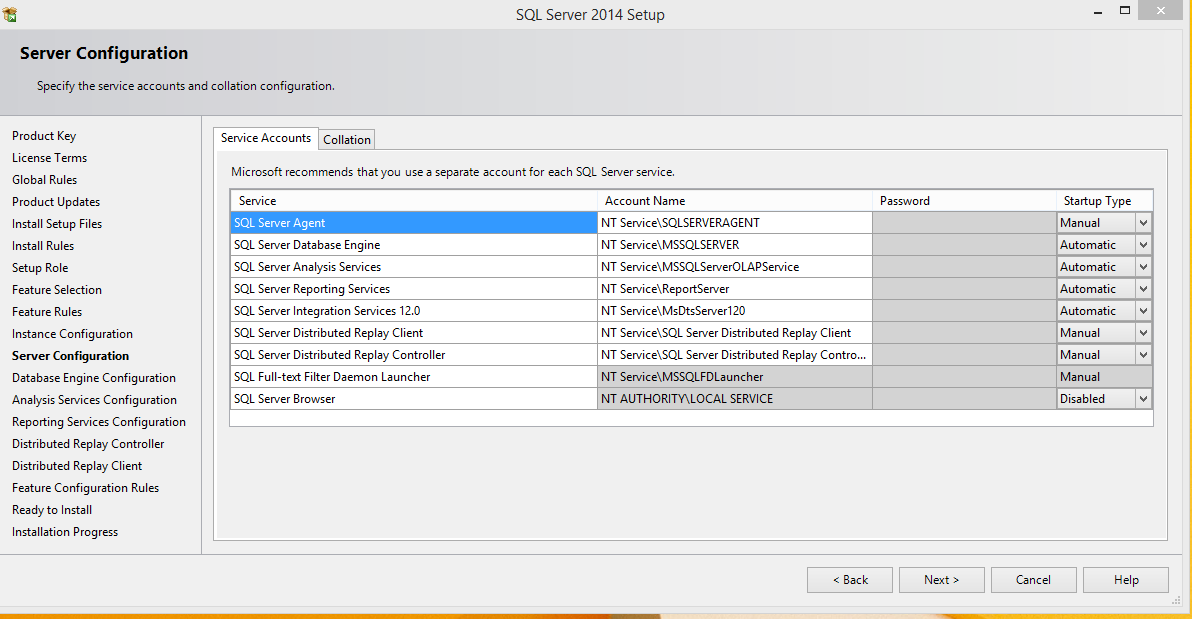 SQL Server 2014 Setup
Server Configuration
Specify the service accounts and collation configuration.
Product Key
License Terms
Global Rules
Product Updates
Install Setup Files
Install Rules
Setup Role
Feature Selection
Feature Rules
Instance Configuration
Server Configuration
Database Engine Configuration
Analysis Services Configuration
Reporting Services Configuration
Distributed Replay Controller
Distributed Replay Client
Feature Configuration Rules
Ready to Install
Installation Progress
Service Accounts Collation
Microsoft recommends that you use a separate account for each SQL Server service.
Service Account Name Password Startup Type
SQL Server Agent NT Service\SQLSERVERAGENT Manual
SQL Server Database Engine NT Service\MSSQLSERVER Automatic
SQL Server Analysis Services NT Service\MSSQLServerOLAPService Automatic
SQL Server Reporting Services NT Service\ReportServer Automatic
SQL Server Integration Services 12.0 NT Service\MsDtsServer120 Automatic
SQL Server Distributed Replay Client NT Service\SQL Server Distributed Replay Client Manual
SQL Server Distributed Replay Controller NT Service\SQL Server Distributed Replay Contro... Manual
SQL Full-text Filter Daemon Launcher NT Service\MSSQLFDLauncher Manual
SQL Server Browser NT AUTHORITY\LOCAL SERVICE Disabled
< Back Next > Cancel Help